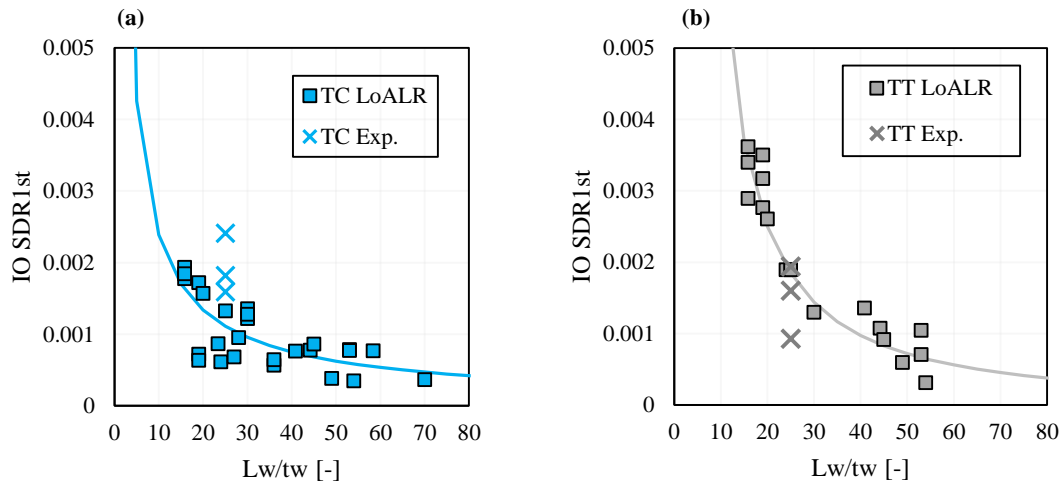 (a)
0.005
0.004
0.003
0.002
0.001
0
IO SDR1st
TC LoALR
TC Exp.
0 10 20 30 40 50 60 70 80
Lw/tw [-]
(b)
0.005
0.004
0.003
0.002
0.001
0
IO SDR1st
TT LoALR
TT Exp.
0 10 20 30 40 50 60 70 80
Lw/tw [-]